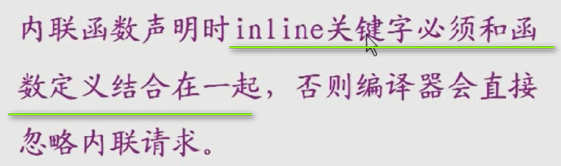 内联函数声明时inline关键字必须和函
数定义结合在一起，否则编译器会直接
忽略内联请求。